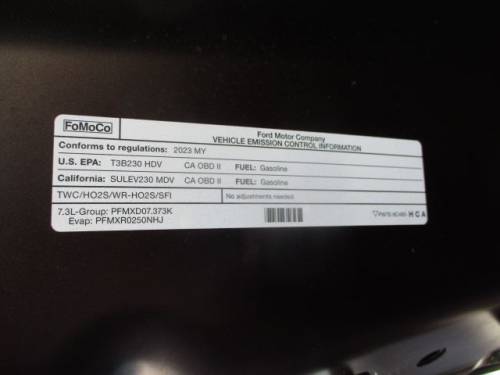 FoMoCo
Ford Motor Company
VEHICLE EMISSION CONTROL INFORMATION
Conforms to regulations: 2023 MY
U.S. EPA: T3B230 HDV CA OBD II FUEL: Gasoline
California: SULEV230 MDV CA OBD II FUEL: Gasoline
TWC/HO2S/WR-HO2S/SFI No adjustments needed.
7.3L-Group: PFMXD07.373K
Evap: PFMXR0250NHJ
HCA